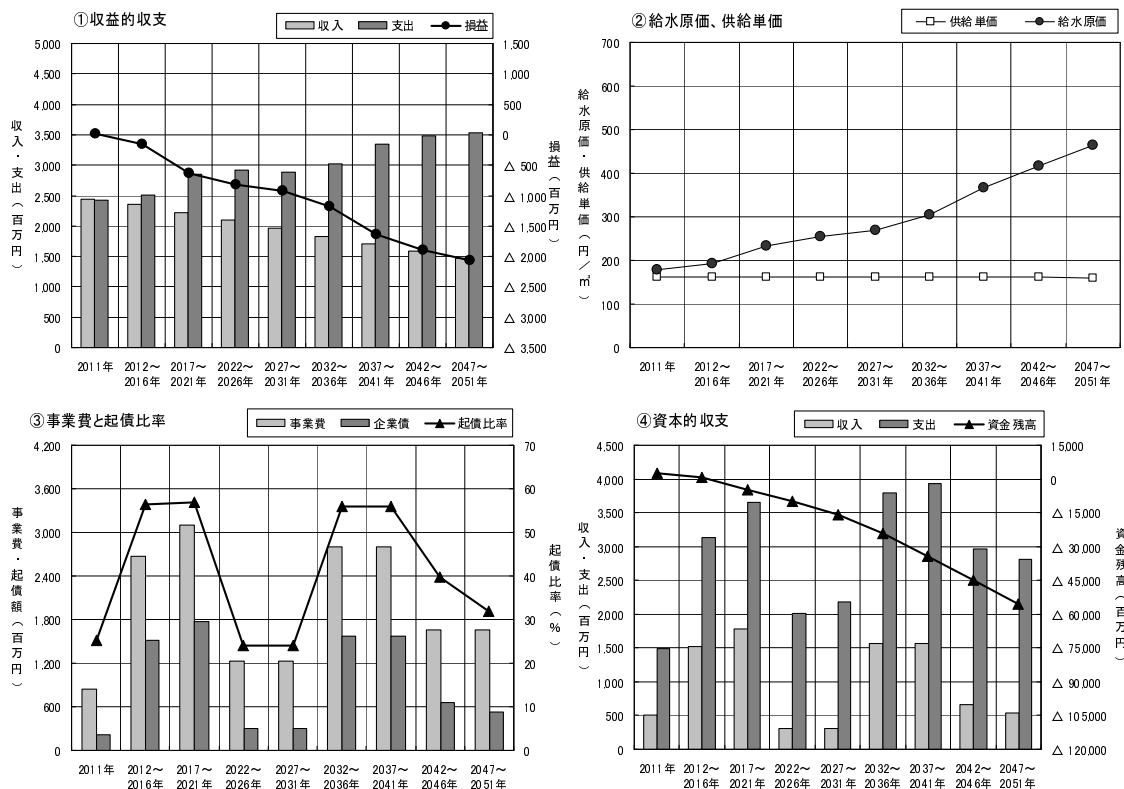 ①収益的収支
収入 支出 損益
5,000
4,500
4,000
3,500
3,000
2,500
2,000
1,500
1,000
500
0
収入・支出(百万円)
1,500
1,000
500
0
△ 500
△ 1,000
△ 1,500
△ 2,000
△ 2,500
△ 3,000
△ 3,500
損益(百万円)
2011年 2012～ 2017～ 2022～ 2027～ 2032～ 2037～ 2042～ 2047～
2016年 2021年 2026年 2031年 2036年 2041年 2046年 2051年
②給水原価、供給単価
供給単価 給水原価
700
600
500
400
300
200
100
0
給水原価・供給単価(円/㎥)
2011年 2012～ 2017～ 2022～ 2027～ 2032～ 2037～ 2042～ 2047～
2016年 2021年 2026年 2031年 2036年 2041年 2046年 2051年
③事業費と起債比率
事業費 企業債 起債比率
4,200
3,600
3,000
2,400
1,800
1,200
600
0
事業費・起債額(百万円)
70
60
50
40
30
20
10
0
起債比率(%)
2011年 2012～ 2017～ 2022～ 2027～ 2032～ 2037～ 2042～ 2047～
2016年 2021年 2026年 2031年 2036年 2041年 2046年 2051年
④資本的収支
収入 支出 資金残高
4,500
4,000
3,500
3,000
2,500
2,000
1,500
1,000
500
0
収入・支出(百万円)
15,000
0
△ 15,000
△ 30,000
△ 45,000
△ 60,000
△ 75,000
△ 90,000
△ 105,000
△ 120,000
資金残高(百万円)
2011年 2012～ 2017～ 2022～ 2027～ 2032～ 2037～ 2042～ 2047～
2016年 2021年 2026年 2031年 2036年 2041年 2046年 2051年